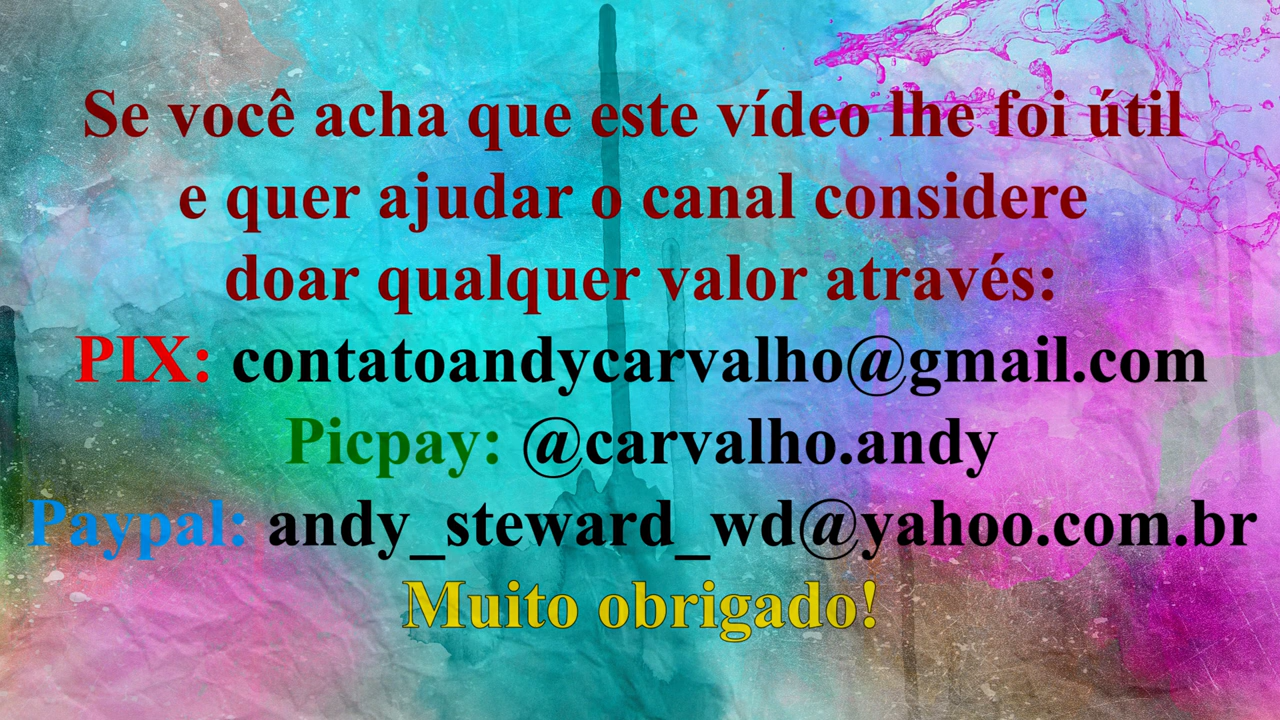 Se você acha que este vídeo lhe foi útil
e quer ajudar o canal considere
doar qualquer valor através:
PIX: contatoandycarvalho@gmail.com
Picpay: @carvalho.andy
Paypal: andy_steward_wd@yahoo.com.br
Muito obrigado!